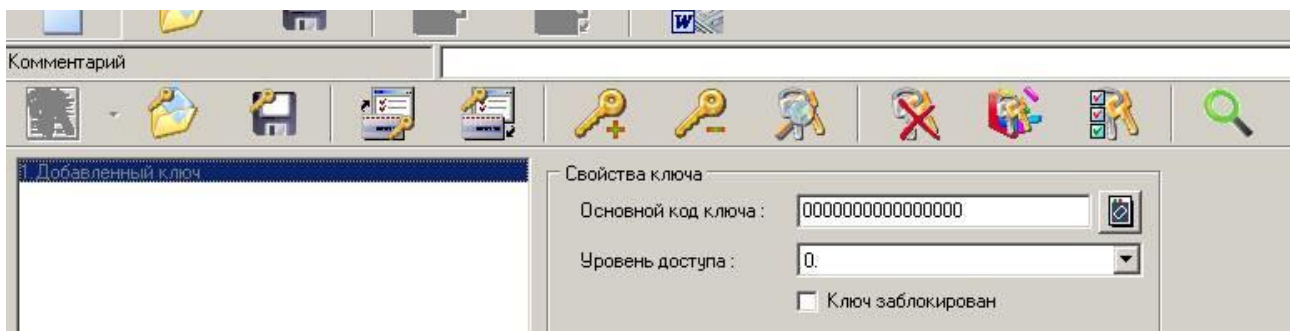 W
Комментарий
1. Добавленный ключ
Свойства ключа
Основной код ключа :
0000000000000000
Уровень доступа :
0.
Ключ заблокирован